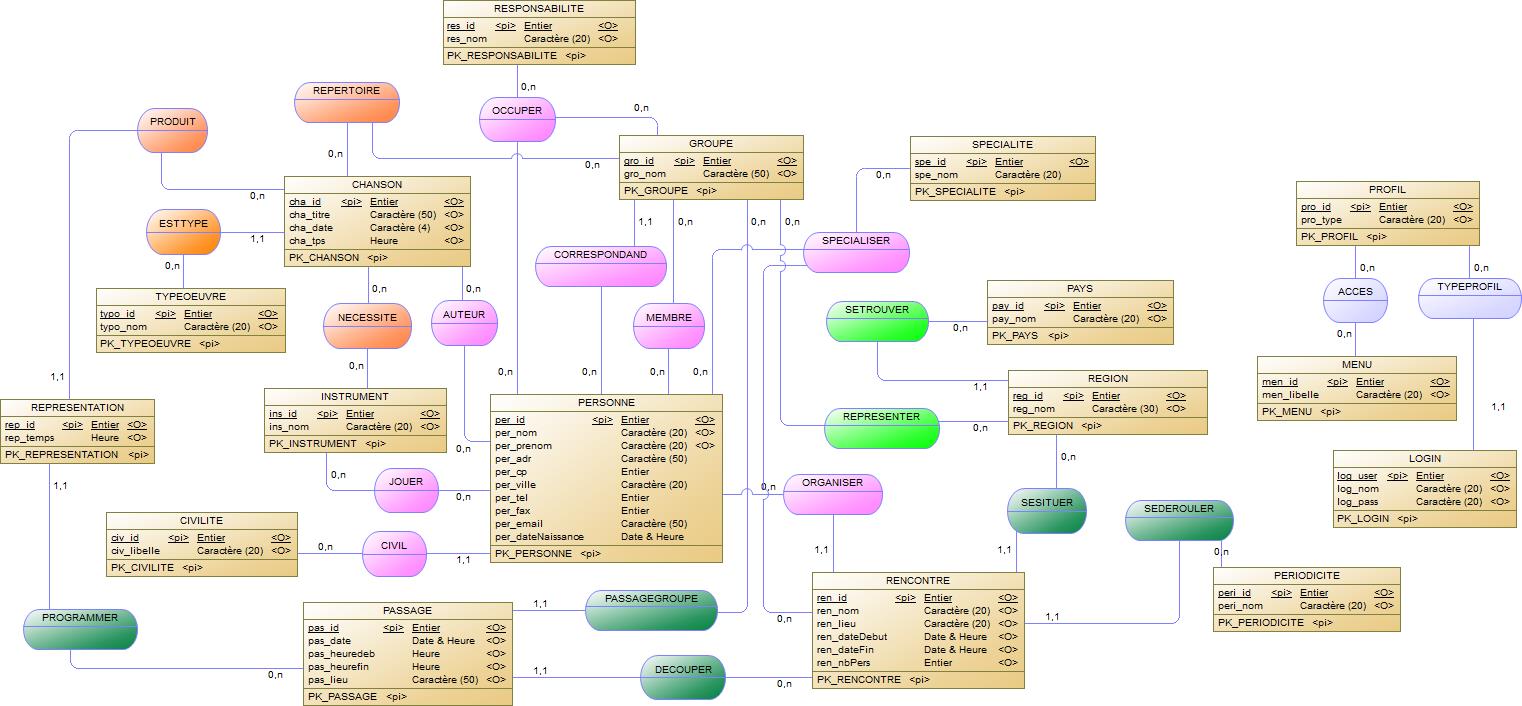 RESPONSABILITE
res_id <pi> Entier <O>
res_nom Caractère (20) <O>
PK_RESPONSABILITE <pi>
0,n
REPERTOIRE
OCCUPER
0,n
PRODUIT
0,n
0,n
GROUPE
gro_id <pi> Entier <O>
gro_nom Caractère (50) <O>
PK_GROUPE <pi>
SPECIALITE
spe_id <pi> Entier <O>
spe_nom Caractère (20)
PK_SPECIALITE <pi>
0,n
PROFIL
pro_id <pi> Entier <O>
pro_type Caractère (20) <O>
PK_PROFIL <pi>
0,n
CHANSON
cha_id <pi> Entier <O>
cha_titre Caractère (50) <O>
cha_date Caractère (4) <O>
cha_tps Heure <O>
PK_CHANSON <pi>
ESTTYPE
1,1
0,n
1,1
0,n
0,n
0,n
SPECIALISER
CORRESPONDAND
0,n
0,n
TYPEOEUVRE
typo_id <pi> Entier <O>
typo_nom Caractère (20) <O>
PK_TYPEOEUVRE <pi>
0,n
0,n
NECESSITE
AUTEUR
MEMBRE
SETROUVER
0,n
PAYS
pay_id <pi> Entier <O>
pay_nom Caractère (20) <O>
PK_PAYS <pi>
ACCES
TYPEPROFIL
0,n
MENU
men_id <pi> Entier <O>
men_libelle Caractère (20) <O>
PK_MENU <pi>
1,1
1,1
0,n
0,n
0,n
0,n
0,n
1,1
REGION
reg_id <pi> Entier <O>
reg_nom Caractère (30) <O>
PK_REGION <pi>
REPRESENTATION
rep_id <pi> Entier <O>
rep_temps Heure <O>
PK_REPRESENTATION <pi>
INSTRUMENT
ins_id <pi> Entier <O>
ins_nom Caractère (20) <O>
PK_INSTRUMENT <pi>
0,n
PERSONNE
per_id <pi> Entier <O>
per_nom Caractère (20) <O>
per_prenom Caractère (20) <O>
per_adr Caractère (50)
per_cp Entier
per_ville Caractère (20)
per_tel Entier
per_fax Entier
per_email Caractère (50)
per_dateNaissance Date & Heure
PK_PERSONNE <pi>
REPRESENTER
0,n
0,n
LOGIN
log_user <pi> Entier <O>
log_nom Caractère (20) <O>
log_pass Caractère (20) <O>
PK_LOGIN <pi>
1,1
0,n
JOUER
0,n
0,n
ORGANISER
SESITUER
SEDEROULER
CIVILITE
civ_id <pi> Entier <O>
civ_libelle Caractère (20) <O>
PK_CIVILITE <pi>
0,n
CIVIL
1,1
1,1
1,1
0,n
PERIODICITE
peri_id <pi> Entier <O>
peri_nom Caractère (20) <O>
PK_PERIODICITE <pi>
RENCONTRE
ren_id <pi> Entier <O>
ren_nom Caractère (20) <O>
ren_lieu Caractère (20) <O>
ren_dateDebut Date & Heure <O>
ren_dateFin Date & Heure <O>
ren_nbPers Entier <O>
PK_RENCONTRE <pi>
1,1
PROGRAMMER
0,n
PASSAGE
pas_id <pi> Entier <O>
pas_date Date & Heure <O>
pas_heuredeb Heure <O>
pas_heurefin Heure <O>
pas_lieu Caractère (50) <O>
PK_PASSAGE <pi>
1,1
PASSAGEGROUPE
0,n
1,1
DECOUPER
0,n